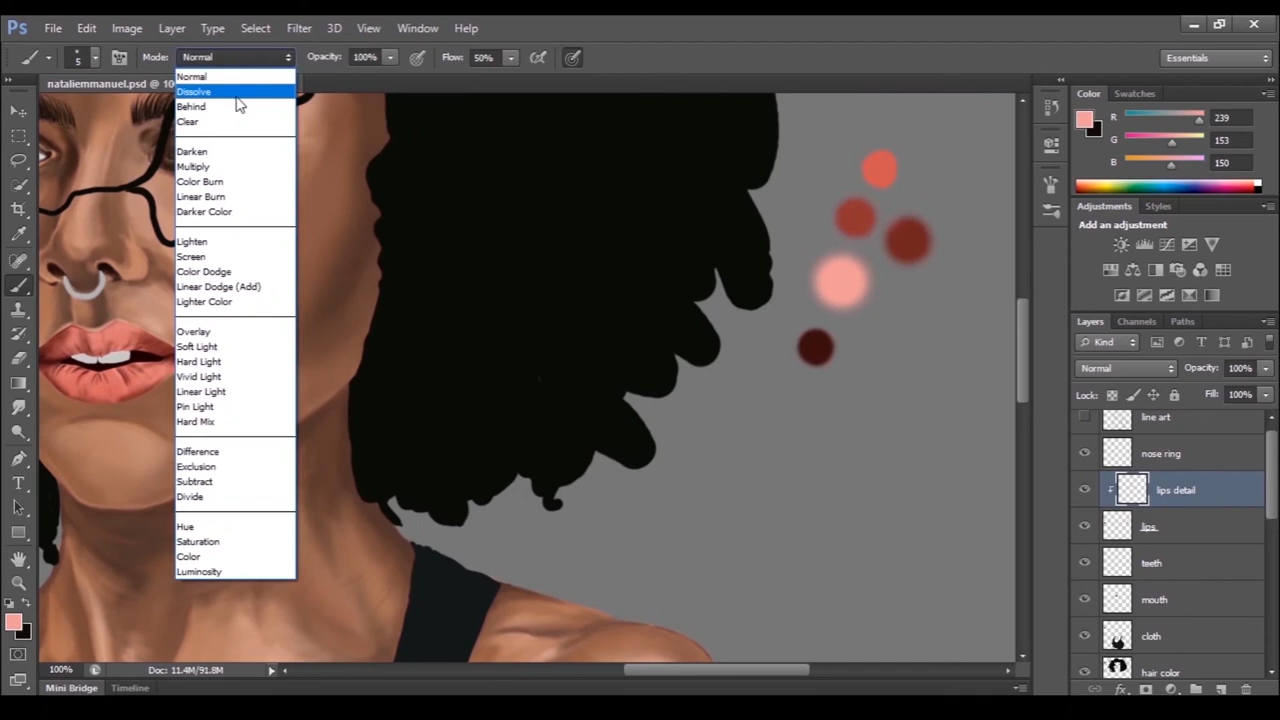 Ps File Edit Image Layer Type Select Filter 3D View Window Help
5 Mode: Normal Opacity: 100% Flow: 50% Essentials
nataliemmanuel.psd @ 10
Normal
Dissolve
Behind
Clear
Darken
Multiply
Color Burn
Linear Burn
Darker Color
Lighten
Screen
Color Dodge
Linear Dodge (Add)
Lighter Color
Overlay
Soft Light
Hard Light
Vivid Light
Linear Light
Pin Light
Hard Mix
Difference
Exclusion
Subtract
Divide
Hue
Saturation
Color
Luminosity
Color Swatches
R 239
G 153
B 150
Adjustments Styles
Add an adjustment
Layers Channels Paths
Kind
Normal Opacity: 100%
Lock: Fill: 100%
line art
nose ring
lips detail
lips
teeth
mouth
cloth
hair color
100% Doc: 11.4M/91.8M
Mini Bridge Timeline